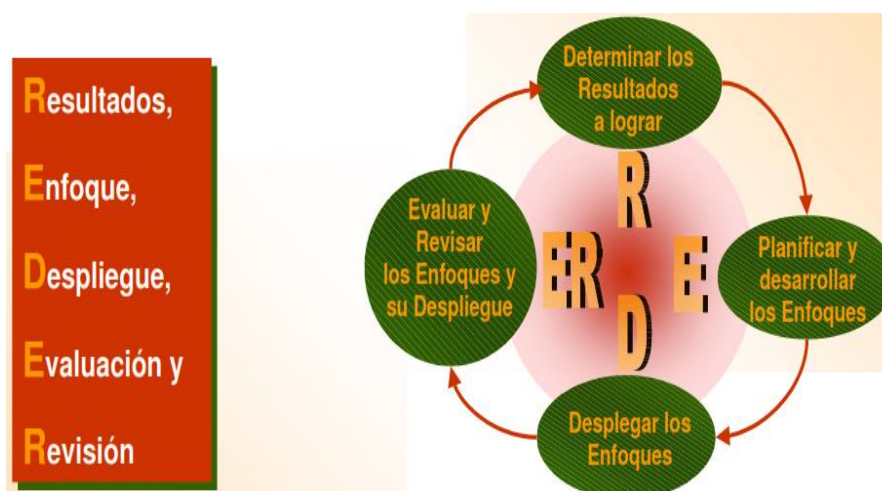 Resultados,
Enfoque,
Despliegue,
Evaluación y
Revisión
Determinar los
Resultados
a lograr
Planificar y
desarrollar
los Enfoques
Desplegar los
Enfoques
Evaluar y
Revisar
los Enfoques y
su Despliegue
R
E
D
ER